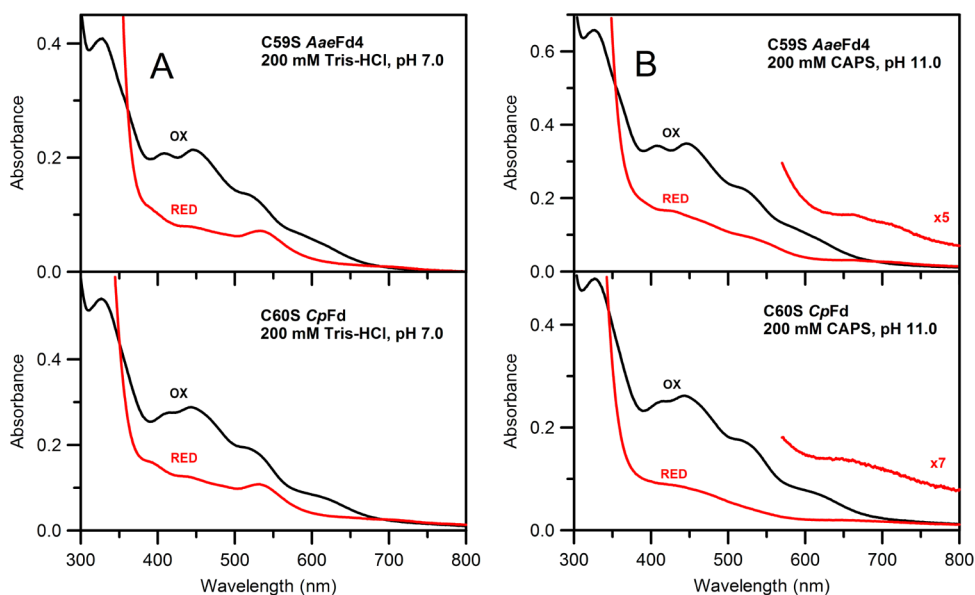 A
C59S AaeFd4
200 mM Tris-HCl, pH 7.0
OX
RED
0.4
0.2
0.0
Absorbance
C60S CpFd
200 mM Tris-HCl, pH 7.0
OX
RED
0.4
0.2
0.0
Absorbance
300 400 500 600 700 800
Wavelength (nm)
B
C59S AaeFd4
200 mM CAPS, pH 11.0
OX
RED
x5
0.6
0.4
0.2
0.0
Absorbance
C60S CpFd
200 mM CAPS, pH 11.0
OX
RED
x7
0.4
0.2
0.0
Absorbance
300 400 500 600 700 800
Wavelength (nm)